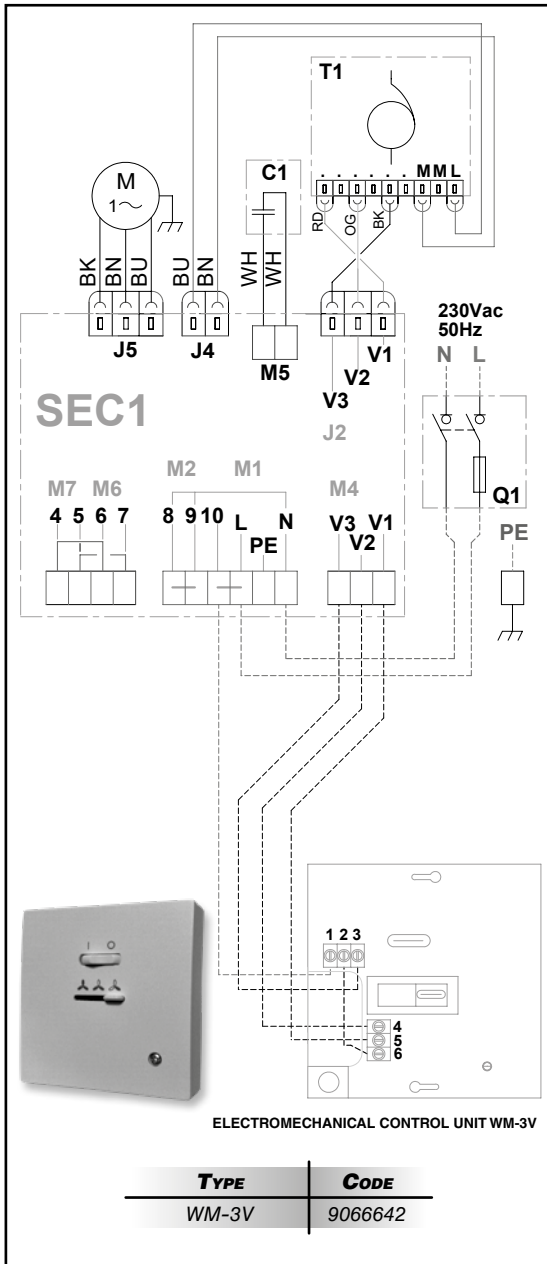 T1
. . . . . M M L
C1
M
1~
RD OG BK
BK BN BU BU BN WH WH
J5 J4 M5
V3 V2 V1
J2
230Vac
50Hz
N L
Q1
PE
SEC1
M7 M6 M2 M1 M4
4 5 6 7 8 9 10 L PE N V3 V2 V1
I O
1 2 3
4
5
6
ELECTROMECHANICAL CONTROL UNIT WM-3V
TYPE CODE
WM-3V 9066642